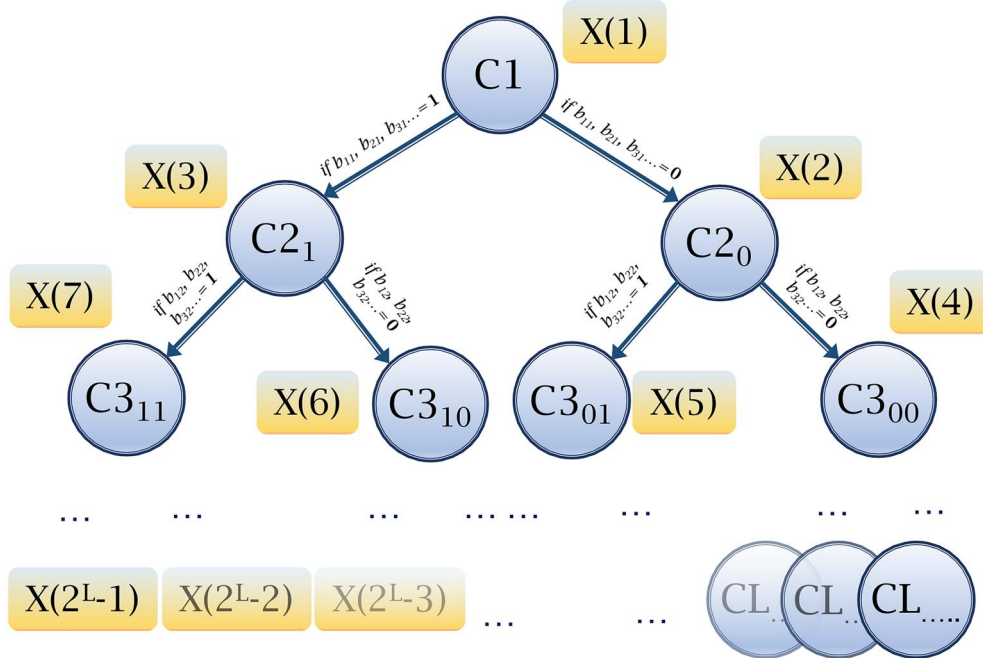 X(1)
C1
if b₁₁, b₂₁, b₃₁...= 1
if b₁₁, b₂₁, b₃₁...= 0
X(3)
X(2)
C2₁
C2₀
X(7)
if b₁₂, b₂₂,
b₃₂...= 1
if b₁₂, b₂₂,
b₃₂...= 0
if b₁₂, b₂₂,
b₃₂...= 1
if b₁₂, b₂₂,
b₃₂...= 0
X(4)
C3₁₁
X(6)
C3₁₀
C3₀₁
X(5)
C3₀₀
... ... ... ... ... ... ... ...
X(2ᴸ-1) X(2ᴸ-2) X(2ᴸ-3) ... ... CL... CL... CL.....